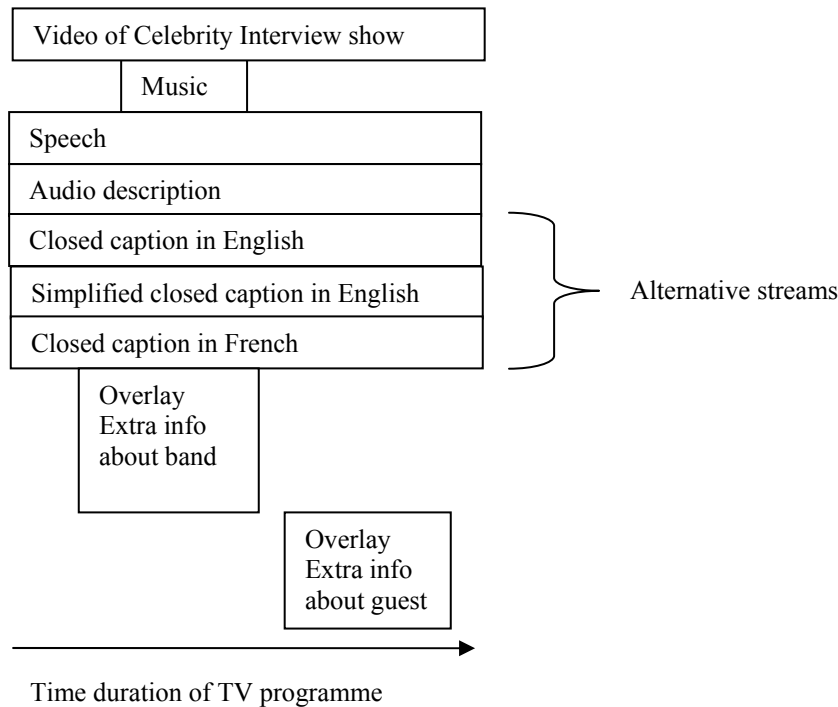 Video of Celebrity Interview show
Music
Speech
Audio description
Closed caption in English
Simplified closed caption in English
Closed caption in French
Alternative streams
Overlay
Extra info
about band
Overlay
Extra info
about guest
Time duration of TV programme